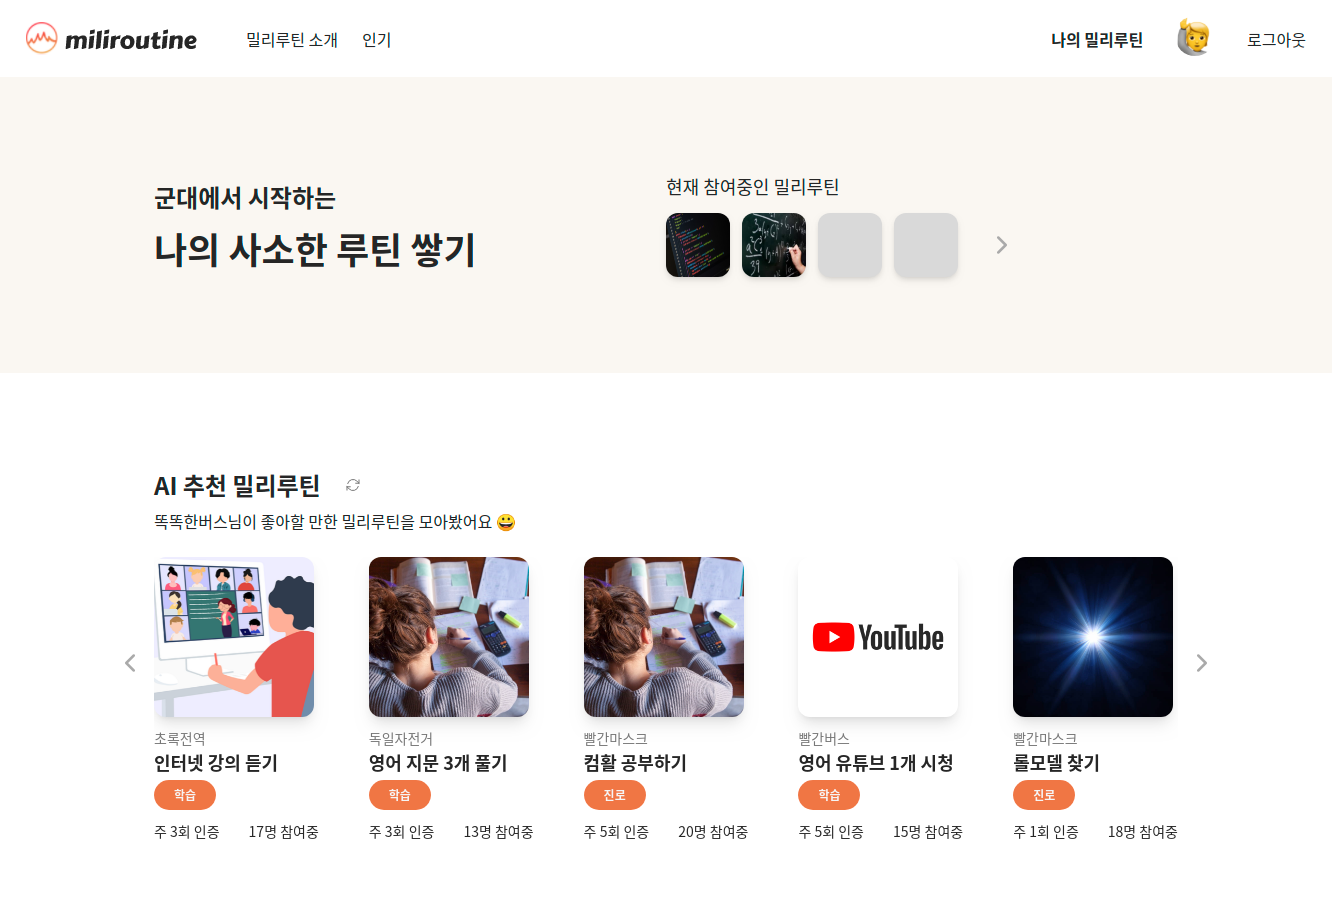 miliroutine
밀리루틴 소개
인기
나의 밀리루틴
로그아웃
군대에서 시작하는
나의 사소한 루틴 쌓기
현재 참여중인 밀리루틴
AI 추천 밀리루틴
똑똑한버스님이 좋아할 만한 밀리루틴을 모아봤어요 😀
초록전역
인터넷 강의 듣기
학습
주 3회 인증
17명 참여중
독일자전거
영어 지문 3개 풀기
학습
주 3회 인증
13명 참여중
빨간마스크
컴활 공부하기
진로
주 5회 인증
20명 참여중
YouTube
빨간버스
영어 유튜브 1개 시청
학습
주 5회 인증
15명 참여중
빨간마스크
롤모델 찾기
진로
주 1회 인증
18명 참여중